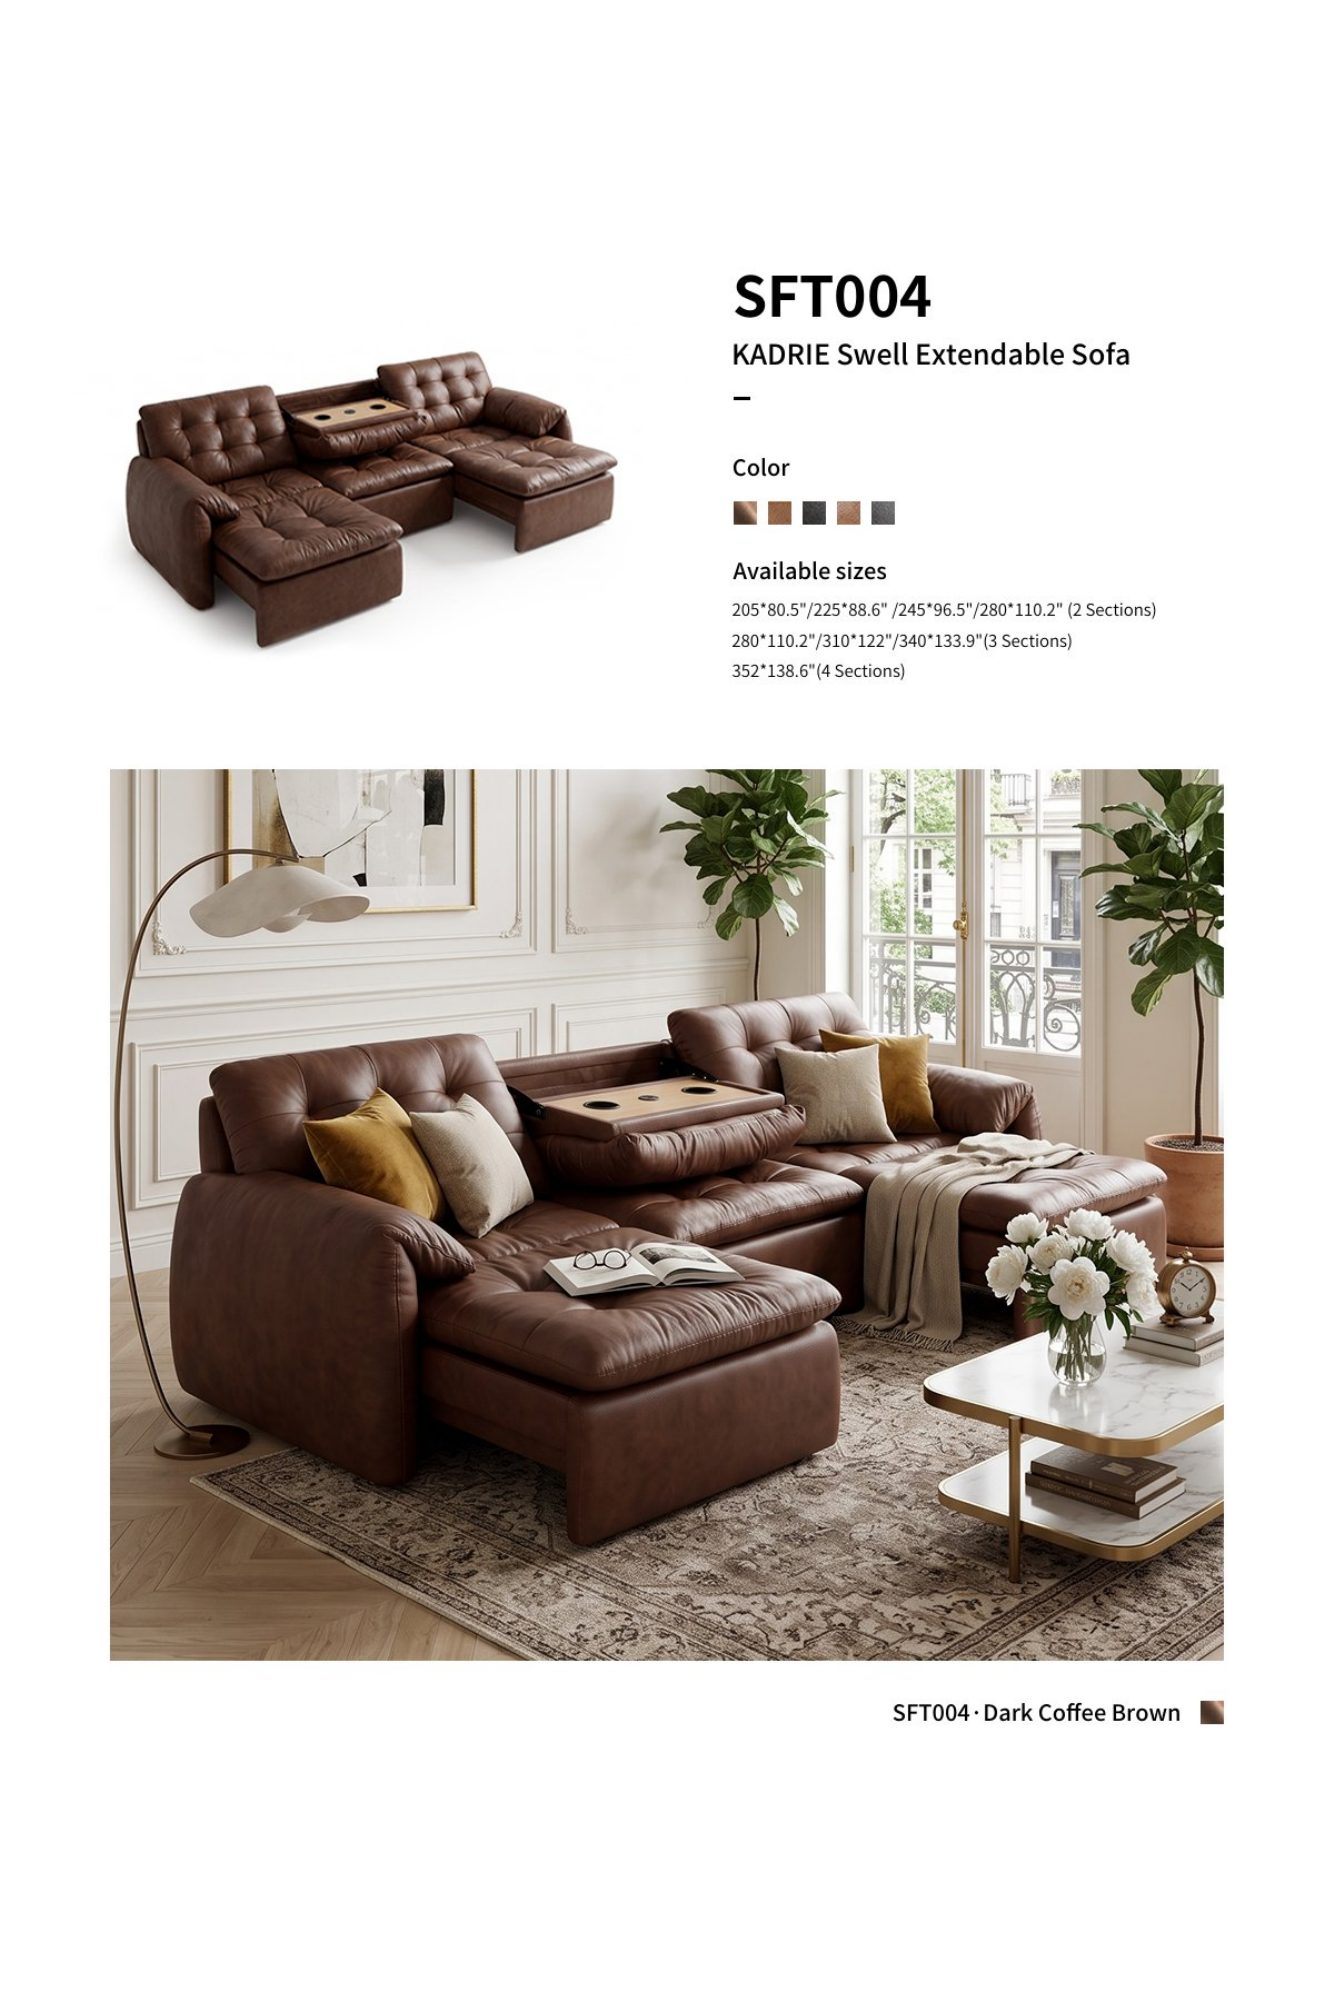 SFT004
KADRIE Swell Extendable Sofa
Color
Available sizes
205*80.5"/225*88.6" /245*96.5"/280*110.2" (2 Sections)
280*110.2"/310*122"/340*133.9"(3 Sections)
352*138.6"(4 Sections)
SFT004·Dark Coffee Brown